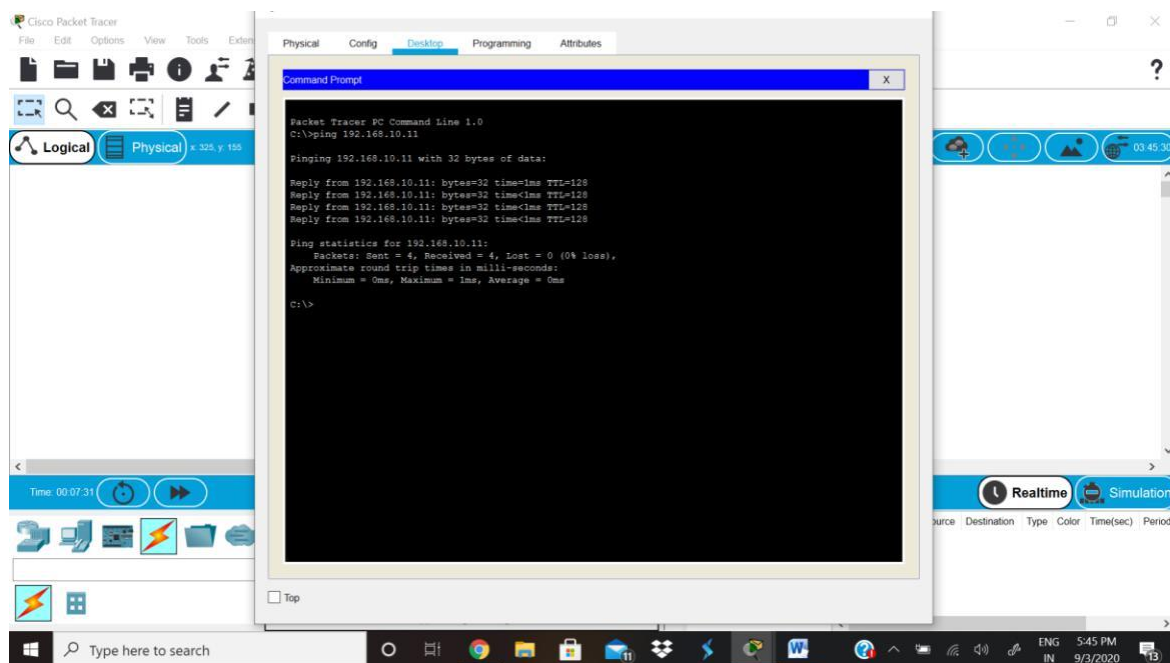 Cisco Packet Tracer
File Edit Options View Tools Exten
Physical Config Desktop Programming Attributes
?
Command Prompt X
Logical Physical x: 325, y: 155
03:45:30
Packet Tracer PC Command Line 1.0
C:\>ping 192.168.10.11
Pinging 192.168.10.11 with 32 bytes of data:
Reply from 192.168.10.11: bytes=32 time=1ms TTL=128
Reply from 192.168.10.11: bytes=32 time<1ms TTL=128
Reply from 192.168.10.11: bytes=32 time<1ms TTL=128
Reply from 192.168.10.11: bytes=32 time<1ms TTL=128
Ping statistics for 192.168.10.11:
Packets: Sent = 4, Received = 4, Lost = 0 (0% loss),
Approximate round trip times in milli-seconds:
Minimum = 0ms, Maximum = 1ms, Average = 0ms
C:\>
Time: 00:07:31
Realtime Simulation
ource Destination Type Color Time(sec) Period
Top
Type here to search
11
ENG 5:45 PM
IN 9/3/2020
13